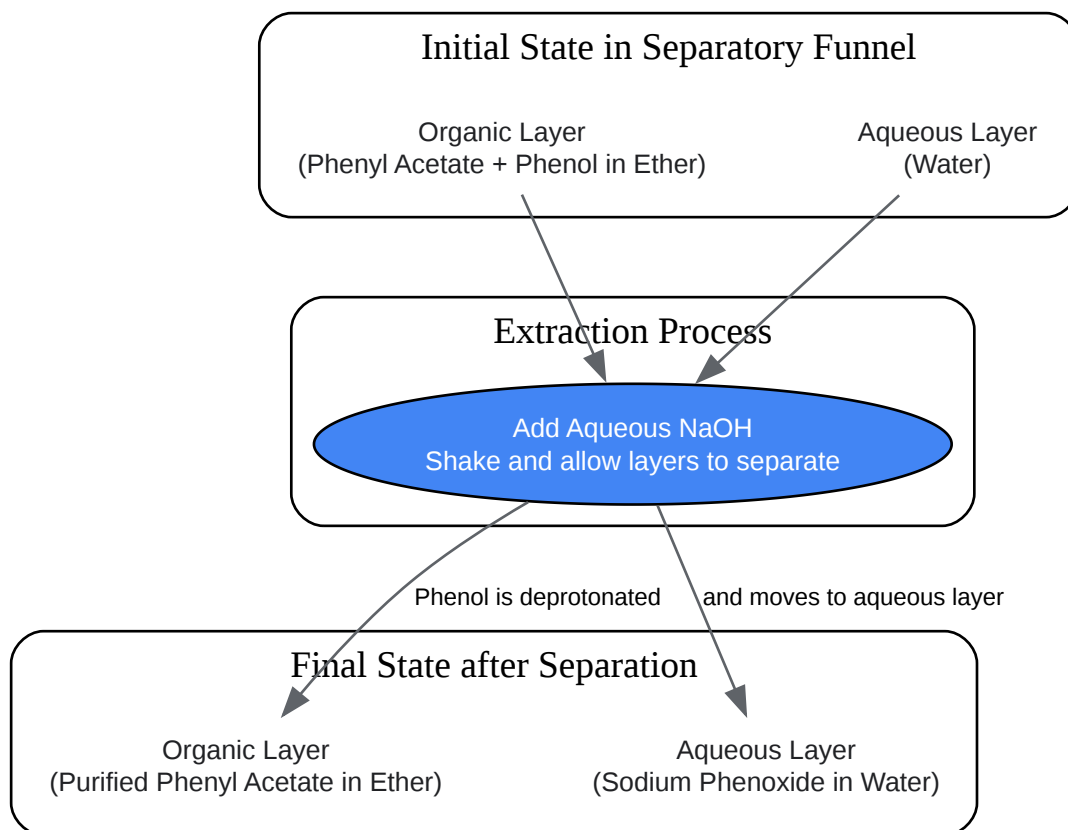 Initial State in Separatory Funnel
Organic Layer
(Phenyl Acetate + Phenol in Ether)
Aqueous Layer
(Water)
Extraction Process
Add Aqueous NaOH
Shake and allow layers to separate
Phenol is deprotonated
and moves to aqueous layer
Final State after Separation
Organic Layer
(Purified Phenyl Acetate in Ether)
Aqueous Layer
(Sodium Phenoxide in Water)